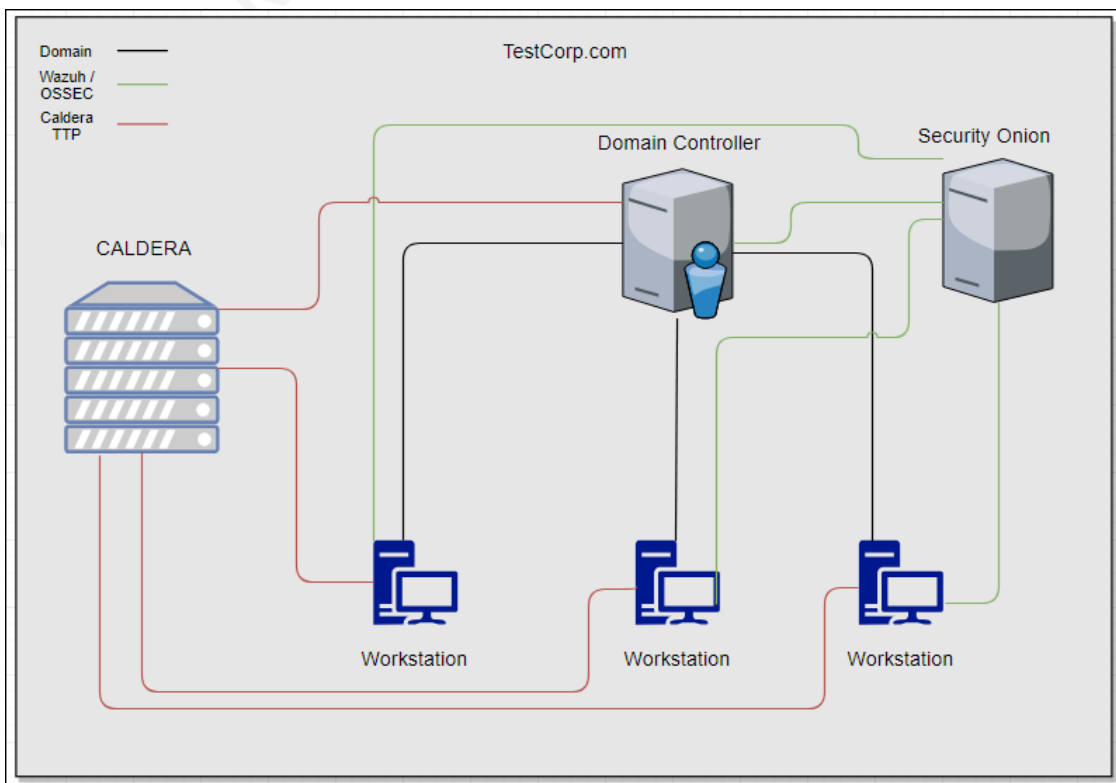 TestCorp.com
Domain
Wazuh /
OSSEC
Caldera
TTP
Domain Controller
Security Onion
CALDERA
Workstation
Workstation
Workstation